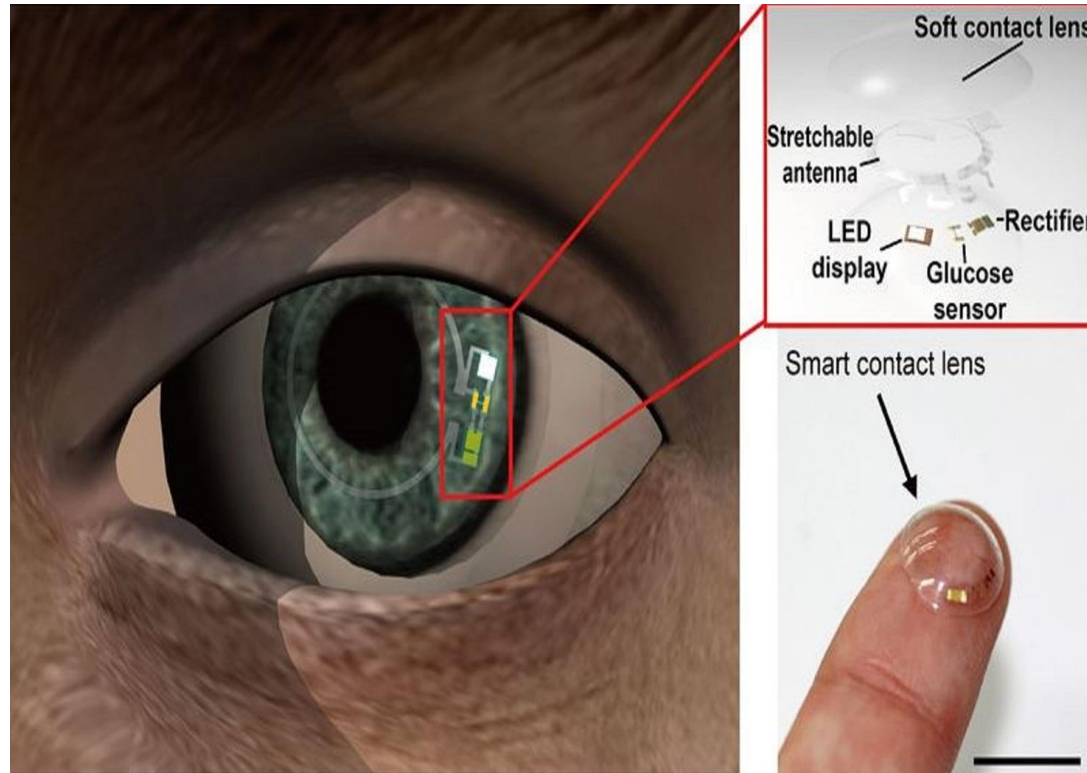 Soft contact lens
Stretchable
antenna
LED
display
Rectifier
Glucose
sensor
Smart contact lens